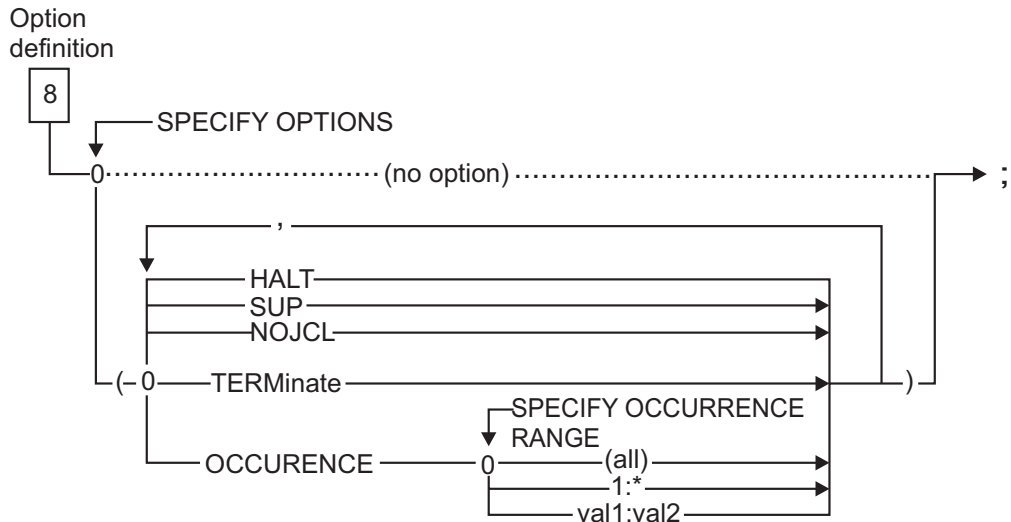 Option
definition
8
SPECIFY OPTIONS
0 (no option) ;
,
HALT
SUP
NOJCL
( 0 TERMinate )
SPECIFY OCCURRENCE
RANGE
OCCURENCE 0 (all)
1:*
val1:val2